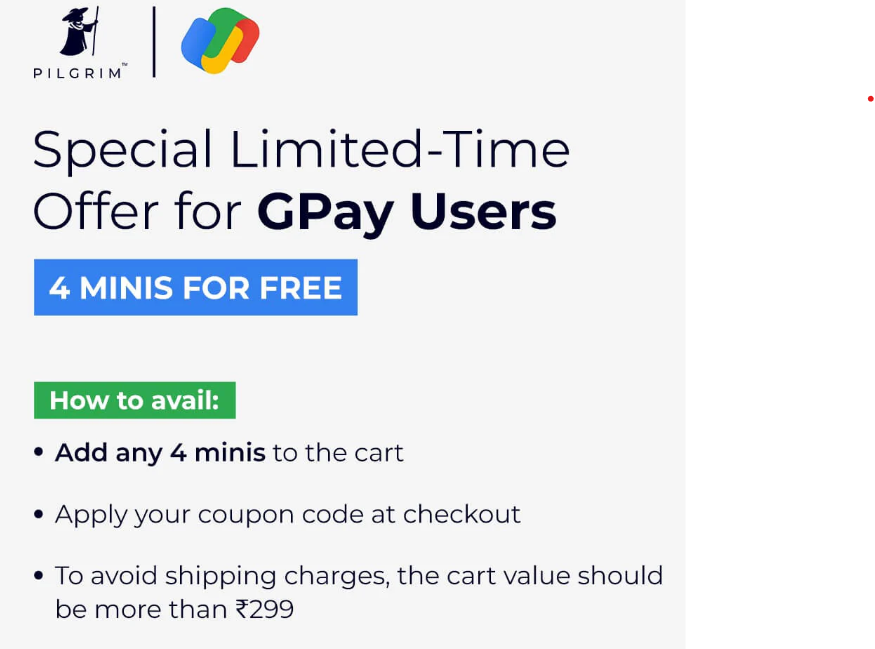 PILGRIM™
Special Limited-Time
Offer for GPay Users
4 MINIS FOR FREE
How to avail:
• Add any 4 minis to the cart
• Apply your coupon code at checkout
• To avoid shipping charges, the cart value should
be more than ₹299